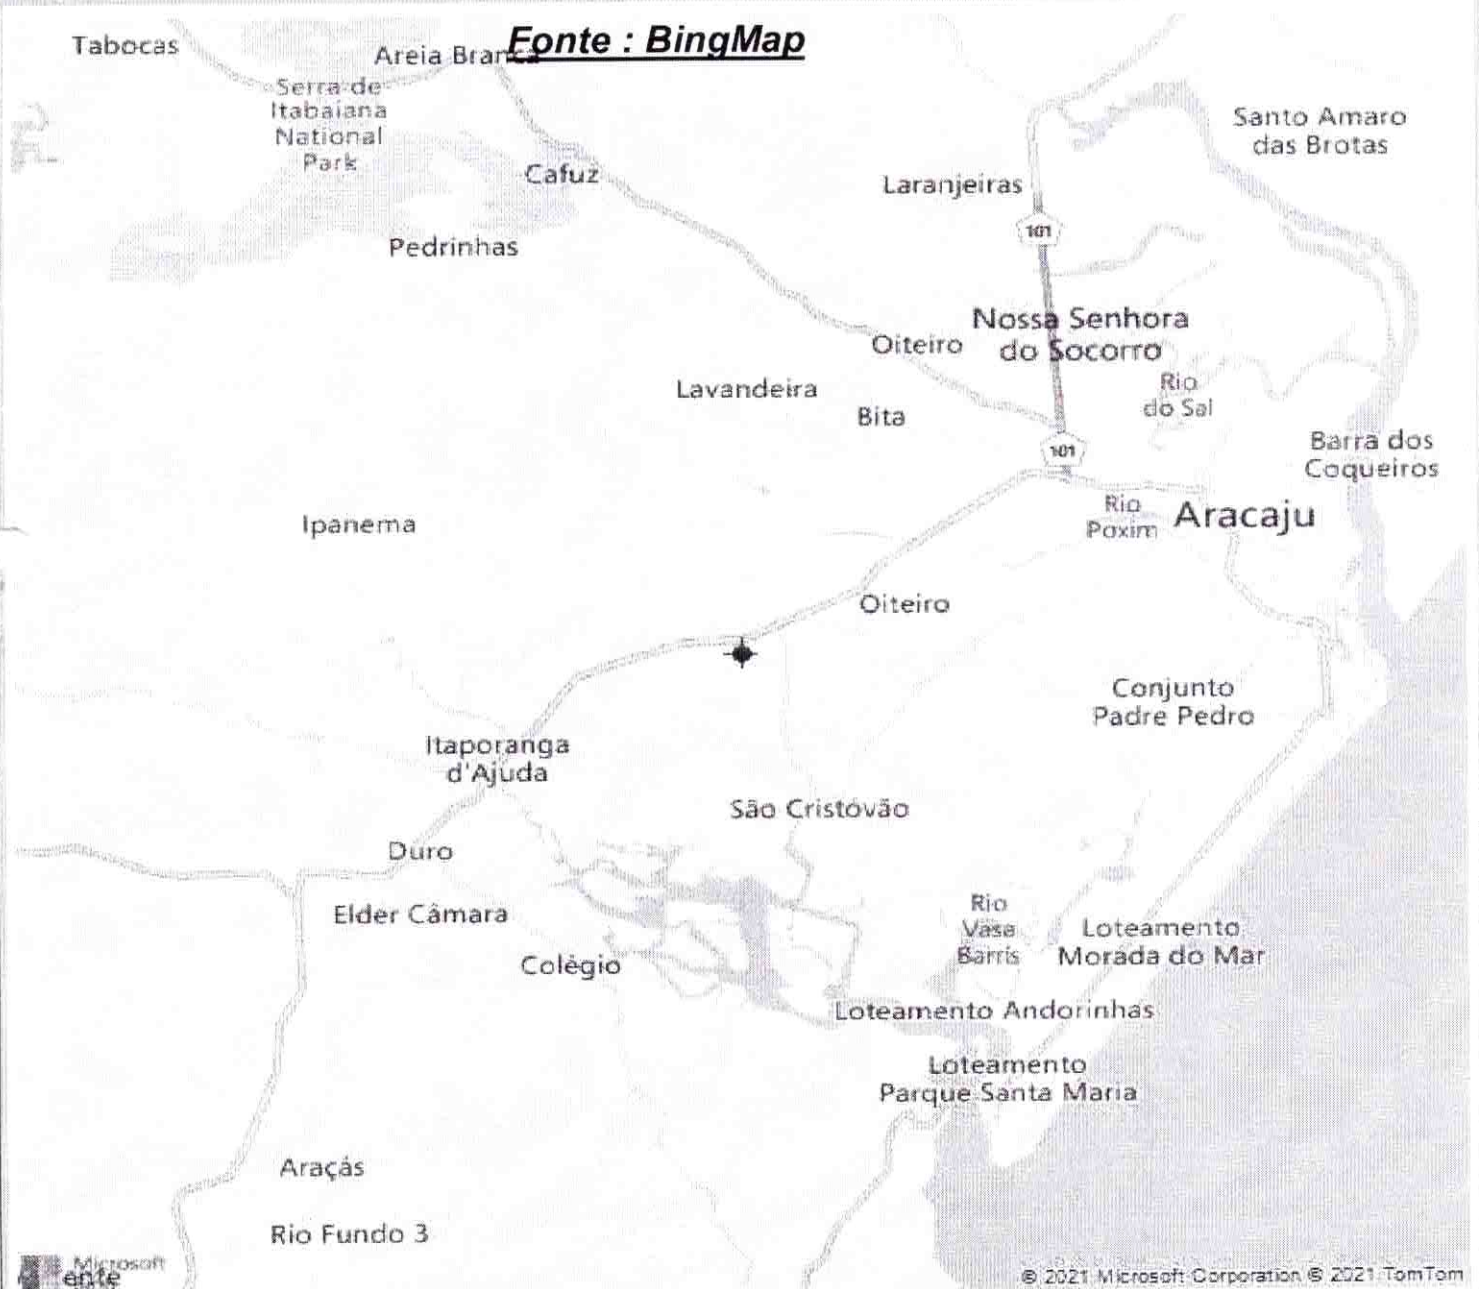 Fonte : BingMap
Tabocas
Areia Branca
Serra de
Itabaiana
National
Park
Santo Amaro
das Brotas
Cafuz
Laranjeiras
101
Pedrinhas
Nossa Senhora
do Socorro
Oiteiro
Lavandeira
Rio
do Sal
Bita
Barra dos
Coqueiros
101
Rio
Poxim
Aracaju
Ipanema
Oiteiro
Conjunto
Padre Pedro
Itaporanga
d'Ajuda
São Cristóvão
Duro
Elder Câmara
Rio
Vasa
Barris
Loteamento
Morada do Mar
Colégio
Loteamento Andorinhas
Loteamento
Parque Santa Maria
Araçás
Rio Fundo 3
Microsoft
ente
© 2021 Microsoft Corporation © 2021 TomTom